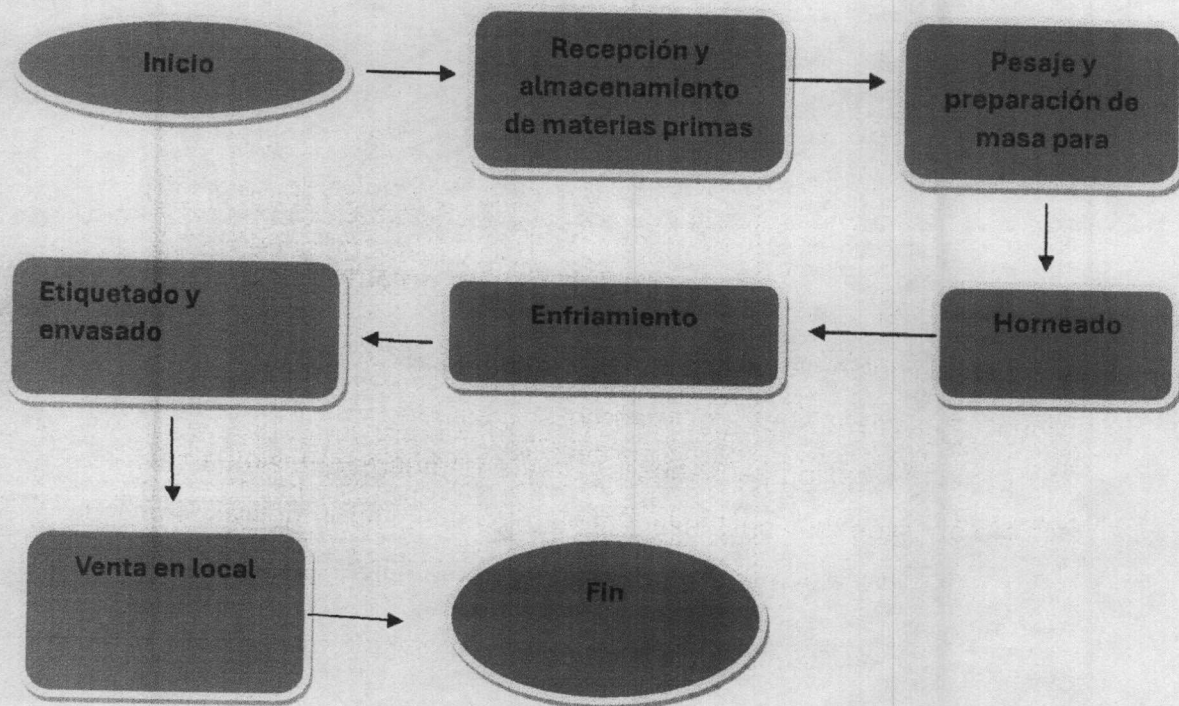 Inicio
Recepción y
almacenamiento
de materias primas
Pesaje y
preparación de
masa para
Horneado
Enfriamiento
Etiquetado y
envasado
Venta en local
Fin